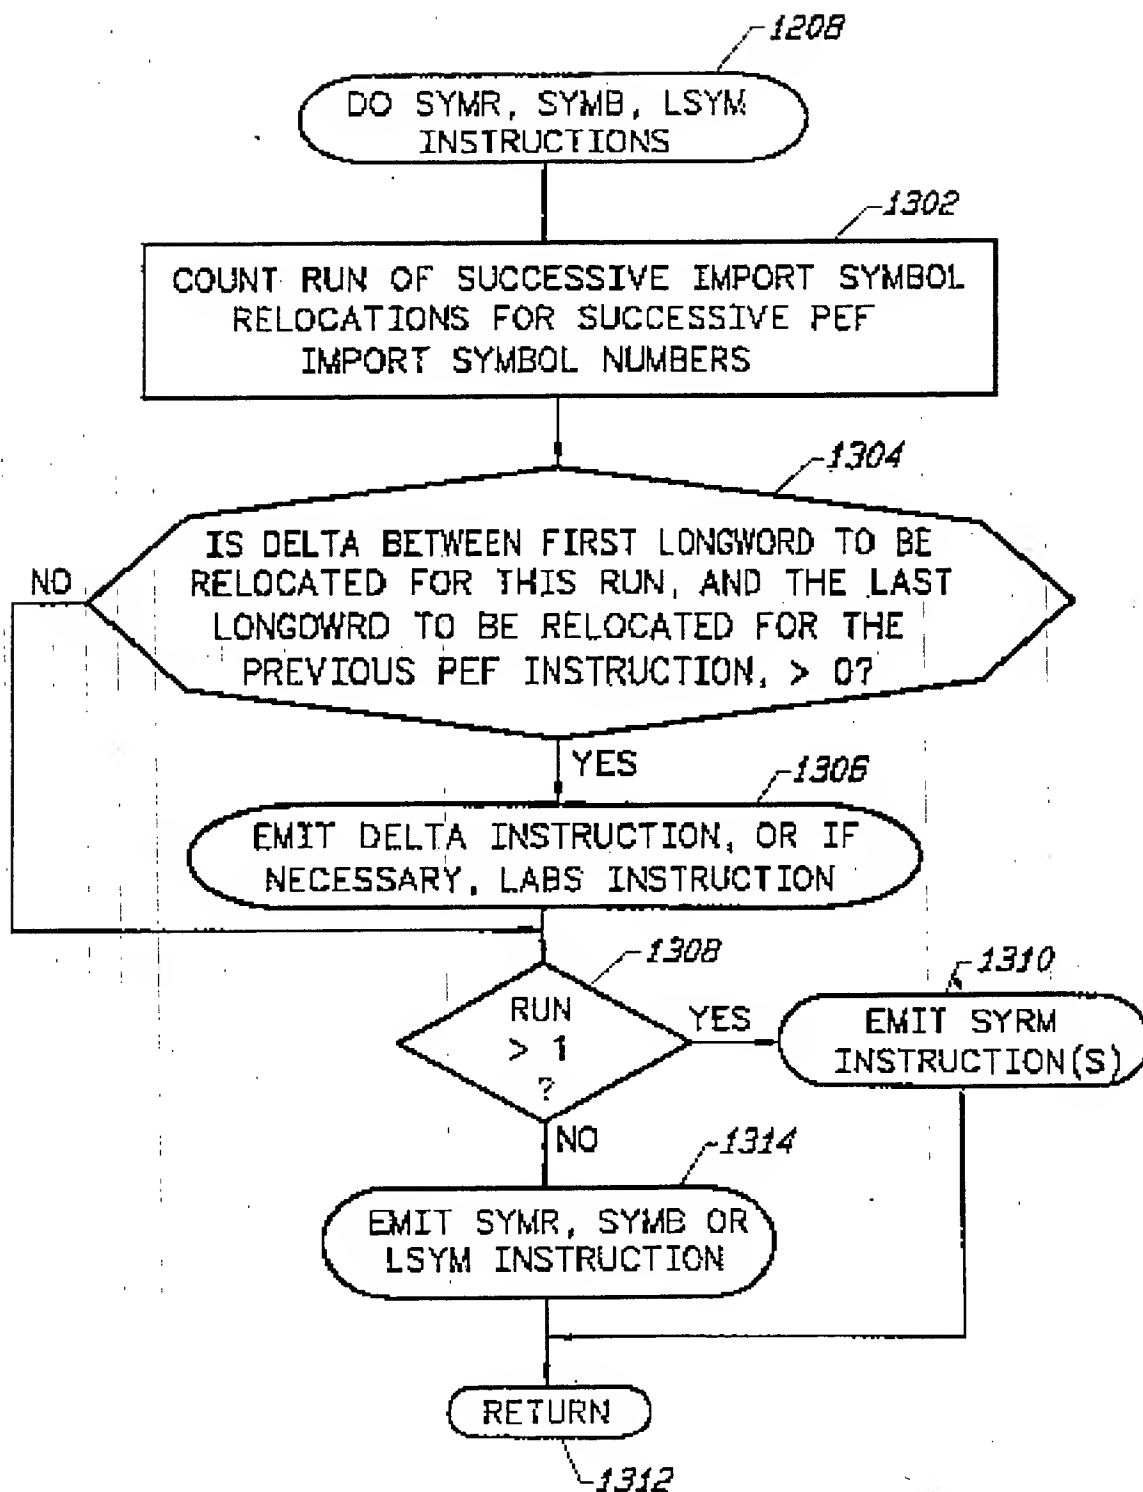 1208
DO SYMR, SYMB, LSYM
INSTRUCTIONS
1302
COUNT RUN OF SUCCESSIVE IMPORT SYMBOL
RELOCATIONS FOR SUCCESSIVE PEF
IMPORT SYMBOL NUMBERS
1304
IS DELTA BETWEEN FIRST LONGWORD TO BE
NO
RELOCATED FOR THIS RUN, AND THE LAST
LONGOWRD TO BE RELOCATED FOR THE
PREVIOUS PEF INSTRUCTION, > 0?
YES
1306
EMIT DELTA INSTRUCTION, OR IF
NECESSARY, LABS INSTRUCTION
1308
RUN
> 1
?
YES
1310
EMIT SYRM
INSTRUCTION(S)
NO
1314
EMIT SYMR, SYMB OR
LSYM INSTRUCTION
RETURN
1312